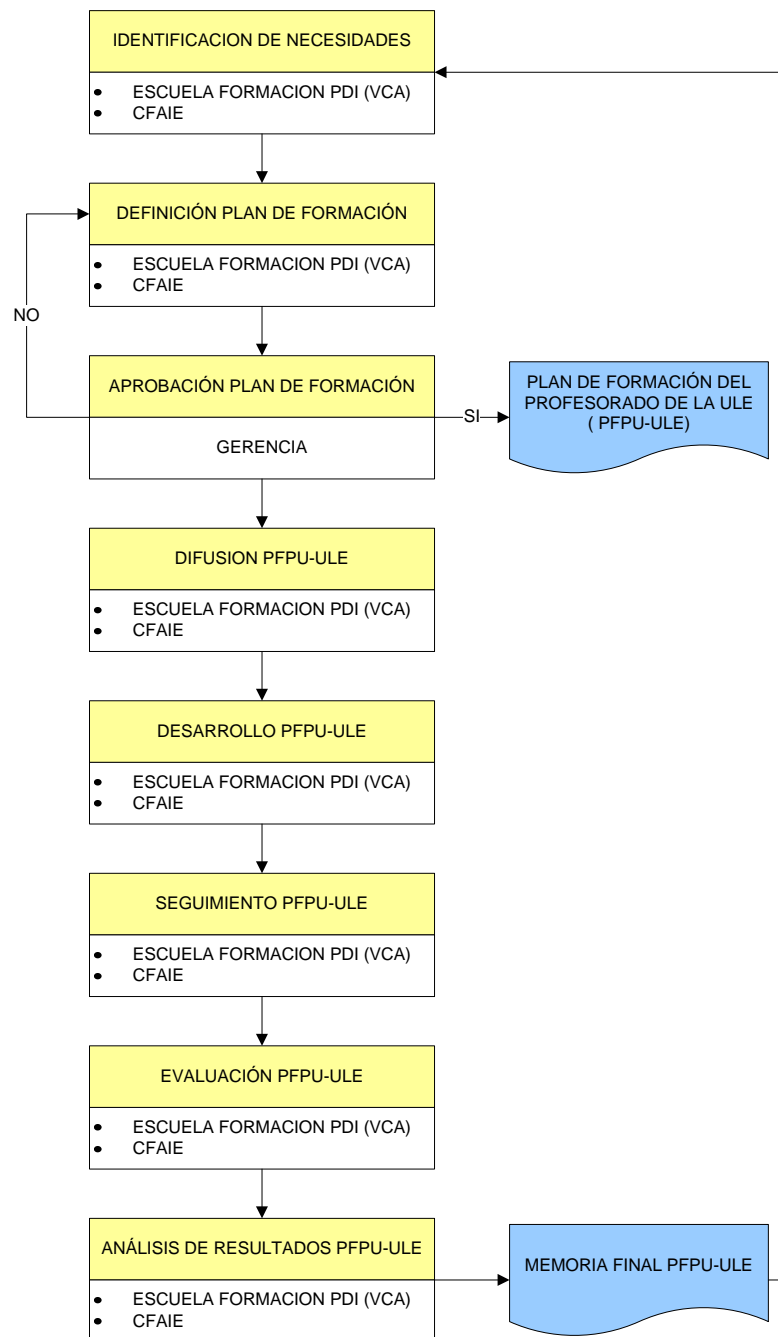 IDENTIFICACION DE NECESIDADES
• ESCUELA FORMACION PDI (VCA)
• CFAIE
DEFINICIÓN PLAN DE FORMACIÓN
• ESCUELA FORMACION PDI (VCA)
• CFAIE
NO
APROBACIÓN PLAN DE FORMACIÓN
GERENCIA
SI
PLAN DE FORMACIÓN DEL
PROFESORADO DE LA ULE
( PFPU-ULE)
DIFUSION PFPU-ULE
• ESCUELA FORMACION PDI (VCA)
• CFAIE
DESARROLLO PFPU-ULE
• ESCUELA FORMACION PDI (VCA)
• CFAIE
SEGUIMIENTO PFPU-ULE
• ESCUELA FORMACION PDI (VCA)
• CFAIE
EVALUACIÓN PFPU-ULE
• ESCUELA FORMACION PDI (VCA)
• CFAIE
ANÁLISIS DE RESULTADOS PFPU-ULE
• ESCUELA FORMACION PDI (VCA)
• CFAIE
MEMORIA FINAL PFPU-ULE